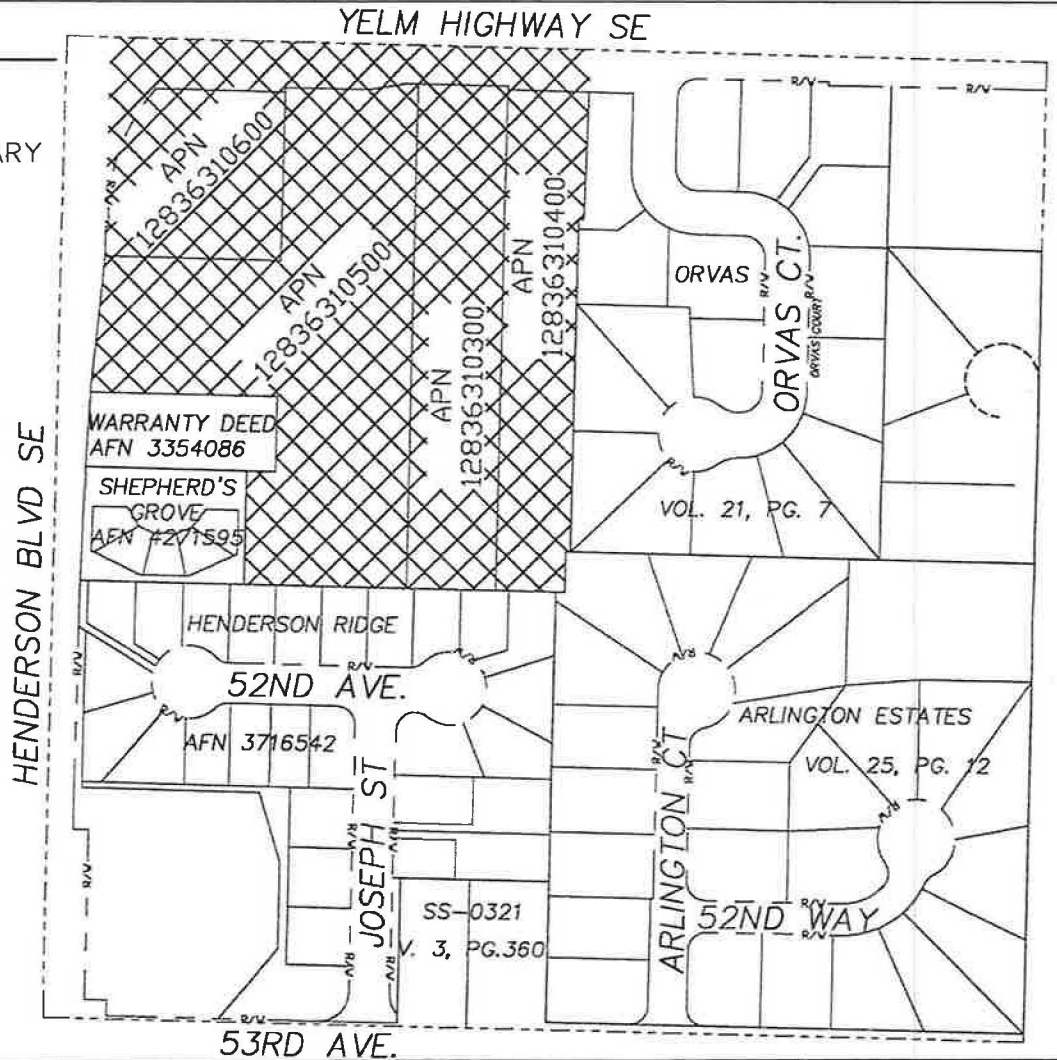 YELM HIGHWAY SE
ARY
R/W
R/W
R/W
APN
12836310600
APN
12836310500
APN
12836310300
APN
12836310400
ORVAS
R/W
R/W
ORVAS CT.
ORVAS COURT
HENDERSON BLVD SE
WARRANTY DEED
AFN 3354086
SHEPHERD'S
GROVE
AFN 4271595
R/W
VOL. 21, PG. 7
HENDERSON RIDGE
R/W
R/W
R/W
52ND AVE.
R/W
AFN 3716542
R/W
ARLINGTON ESTATES
VOL. 25, PG. 12
R/W
R/W
ARLINGTON CT
R/W
JOSEPH ST
R/W
R/W
R/W
SS-0321
V. 3, PG.360
R/W
R/W
52ND WAY
R/W
R/W
R/W
R/W
53RD AVE.